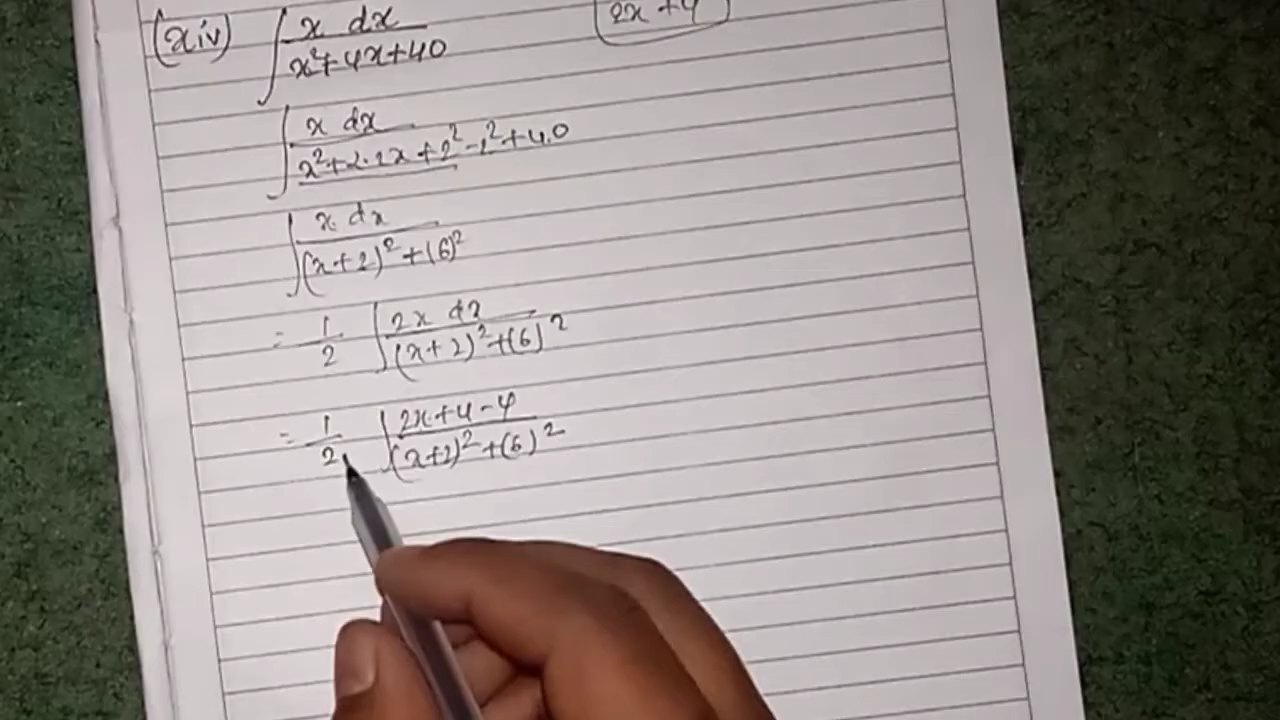 (xiv) ∫ x dx / x²+4x+40
2x+4
∫ x dx / x²+2.2x+2²-2²+40
∫ x dx / (x+2)²+(6)²
= 1/2 ∫ 2x dx / (x+2)²+(6)²
= 1/2 ∫ 2x+4-4 / (x+2)²+(6)²